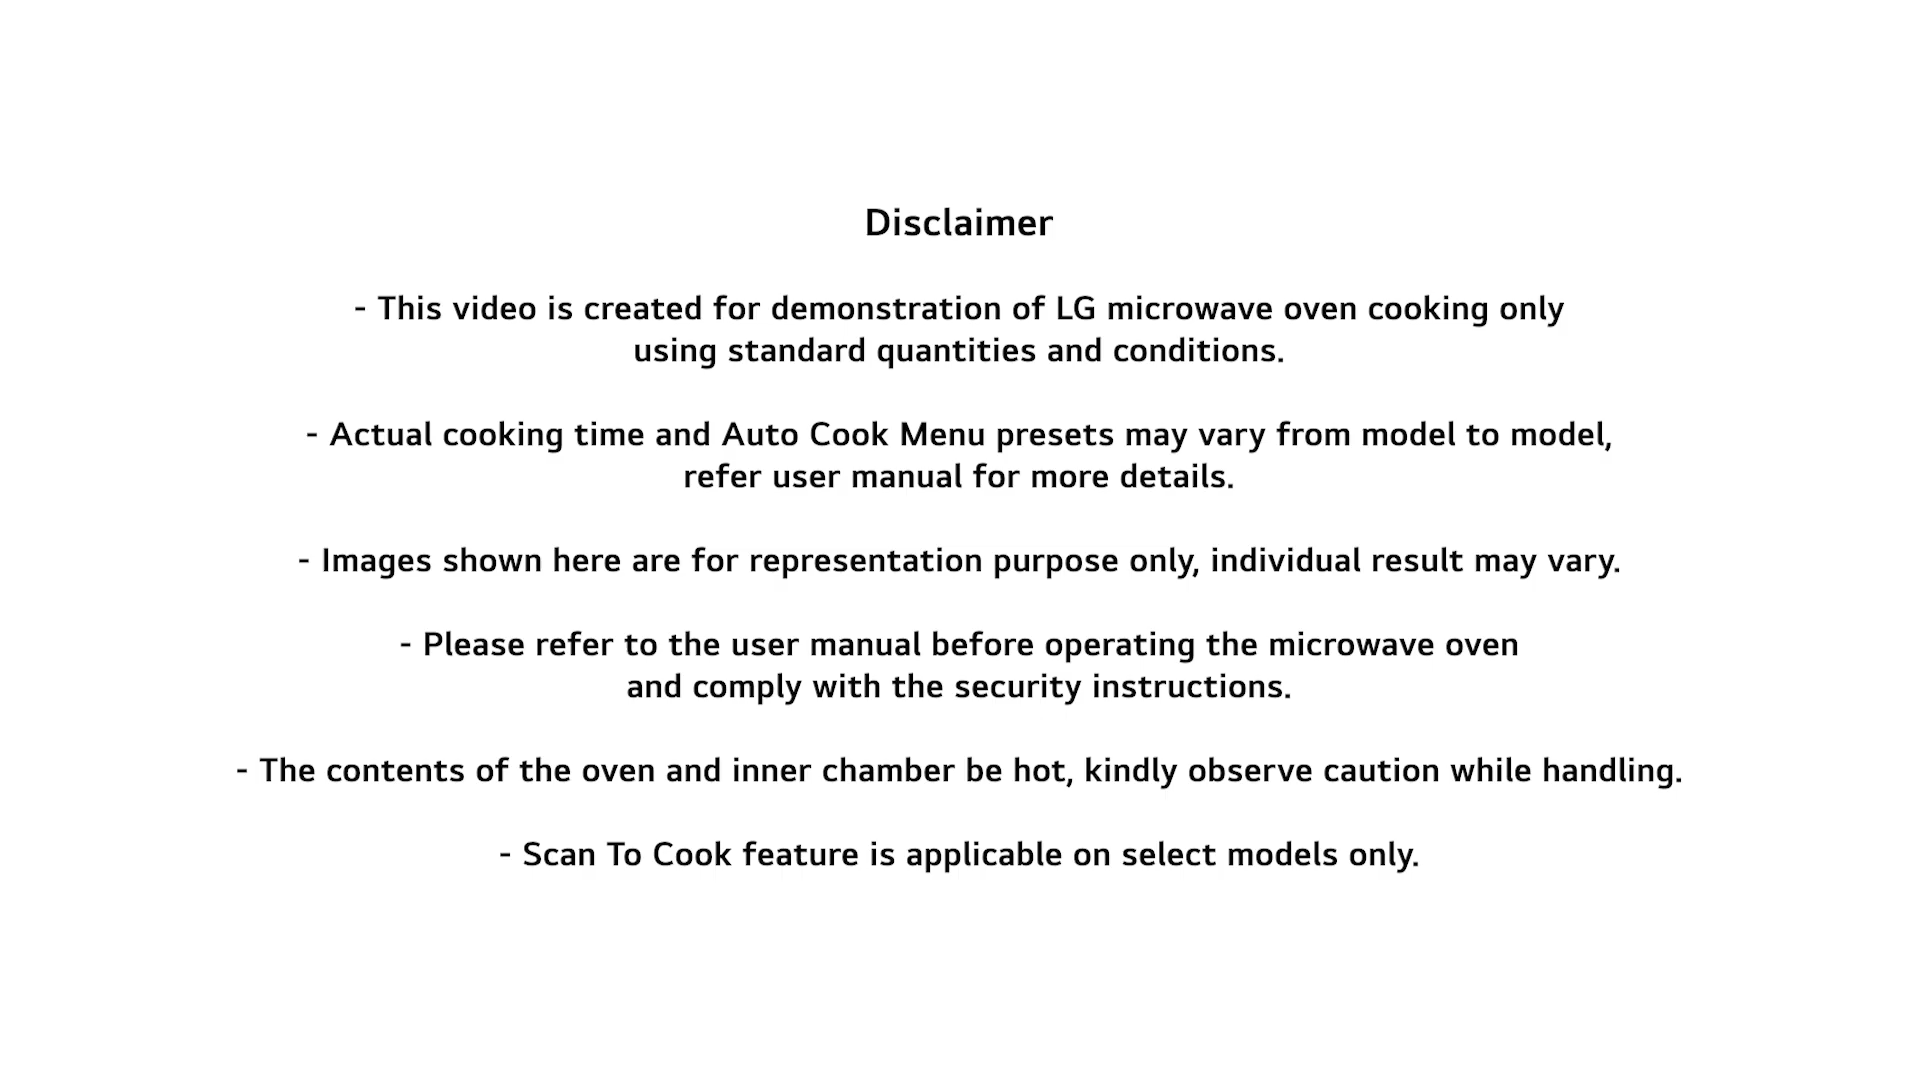 Disclaimer
- This video is created for demonstration of LG microwave oven cooking only
using standard quantities and conditions.
- Actual cooking time and Auto Cook Menu presets may vary from model to model,
refer user manual for more details.
- Images shown here are for representation purpose only, individual result may vary.
- Please refer to the user manual before operating the microwave oven
and comply with the security instructions.
- The contents of the oven and inner chamber be hot, kindly observe caution while handling.
- Scan To Cook feature is applicable on select models only.